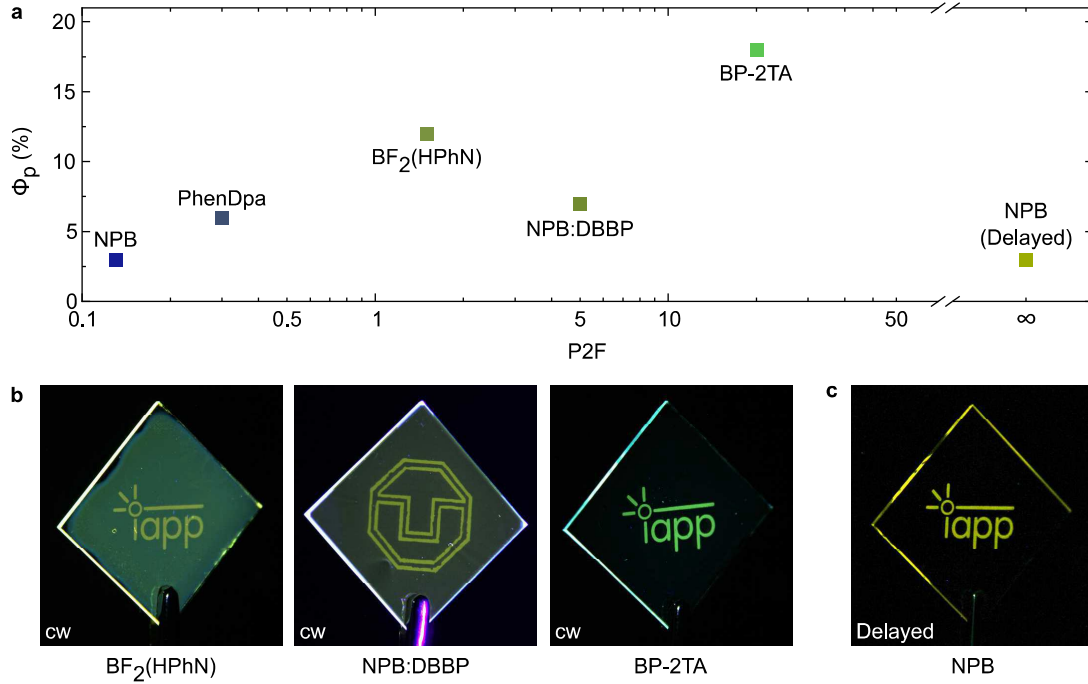 a
20
15
10
5
0
Φp (%)
BP-2TA
BF2(HPhN)
PhenDpa
NPB:DBBP
NPB
NPB
(Delayed)
0.1 0.5 1 5 10 50 ∞
P2F
b
c
iapp
iapp
iapp
cw
cw
cw
Delayed
BF2(HPhN)
NPB:DBBP
BP-2TA
NPB